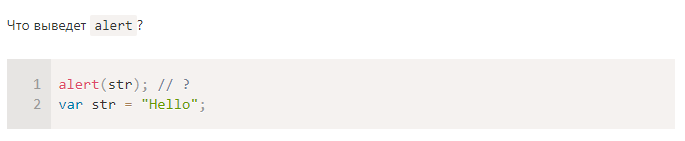 Что выведет alert?
1 alert(str); // ?
2 var str = "Hello";